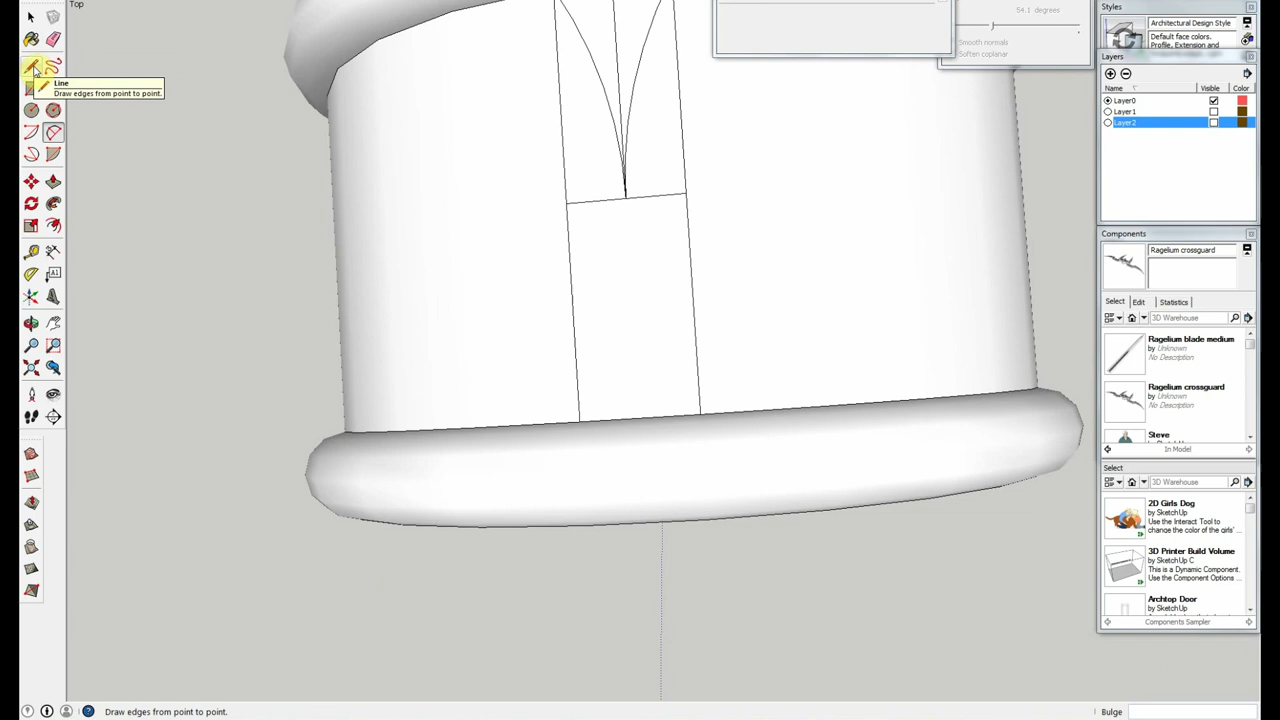 Top
54.1 degrees
Smooth normals
Soften coplanar
Line
Draw edges from point to point.
A1
Styles
Architectural Design Style
Default face colors.
Profile, Extension and
Layers
Name
Visible
Color
Layer0
Layer1
Layer2
Components
Ragelium crossguard
Select
Edit
Statistics
3D Warehouse
Ragelium blade medium
by Unknown
No Description
Ragelium crossguard
by Unknown
No Description
Steve
by SketchUp
In Model
Select
3D Warehouse
2D Girls Dog
by SketchUp
Use the Interact Tool to
change the color of the girls'
3D Printer Build Volume
by SketchUp C
This is a Dynamic Component.
Use the Component Options
Archtop Door
by SketchUp
Components Sampler
Draw edges from point to point.
Bulge